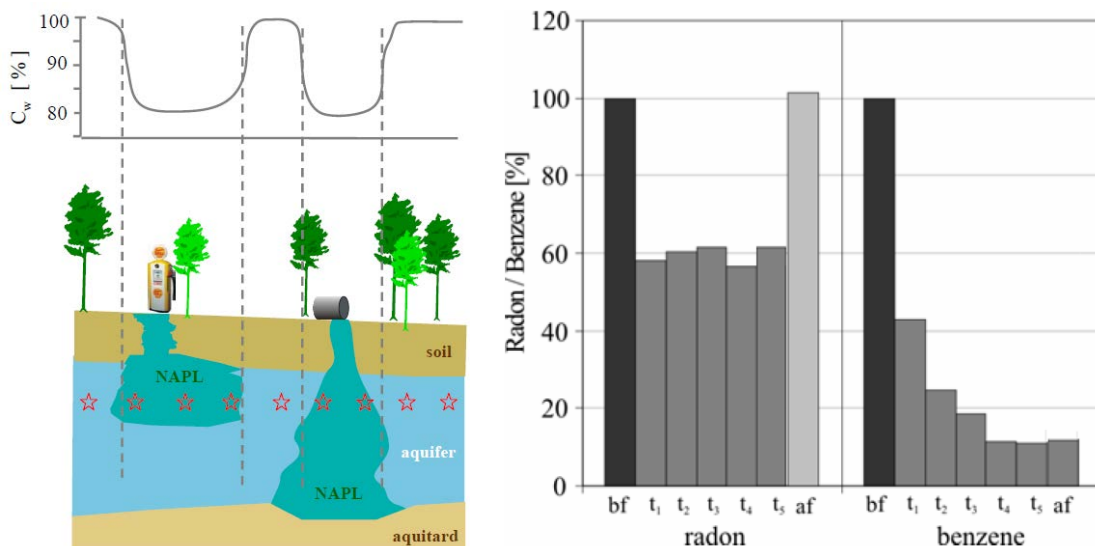 100
90
80
C_w [ % ]
NAPL
soil
aquifer
NAPL
aquitard
Radon / Benzene [%]
120
100
80
60
40
20
0
bf t₁ t₂ t₃ t₄ t₅ af bf t₁ t₂ t₃ t₄ t₅ af
radon benzene